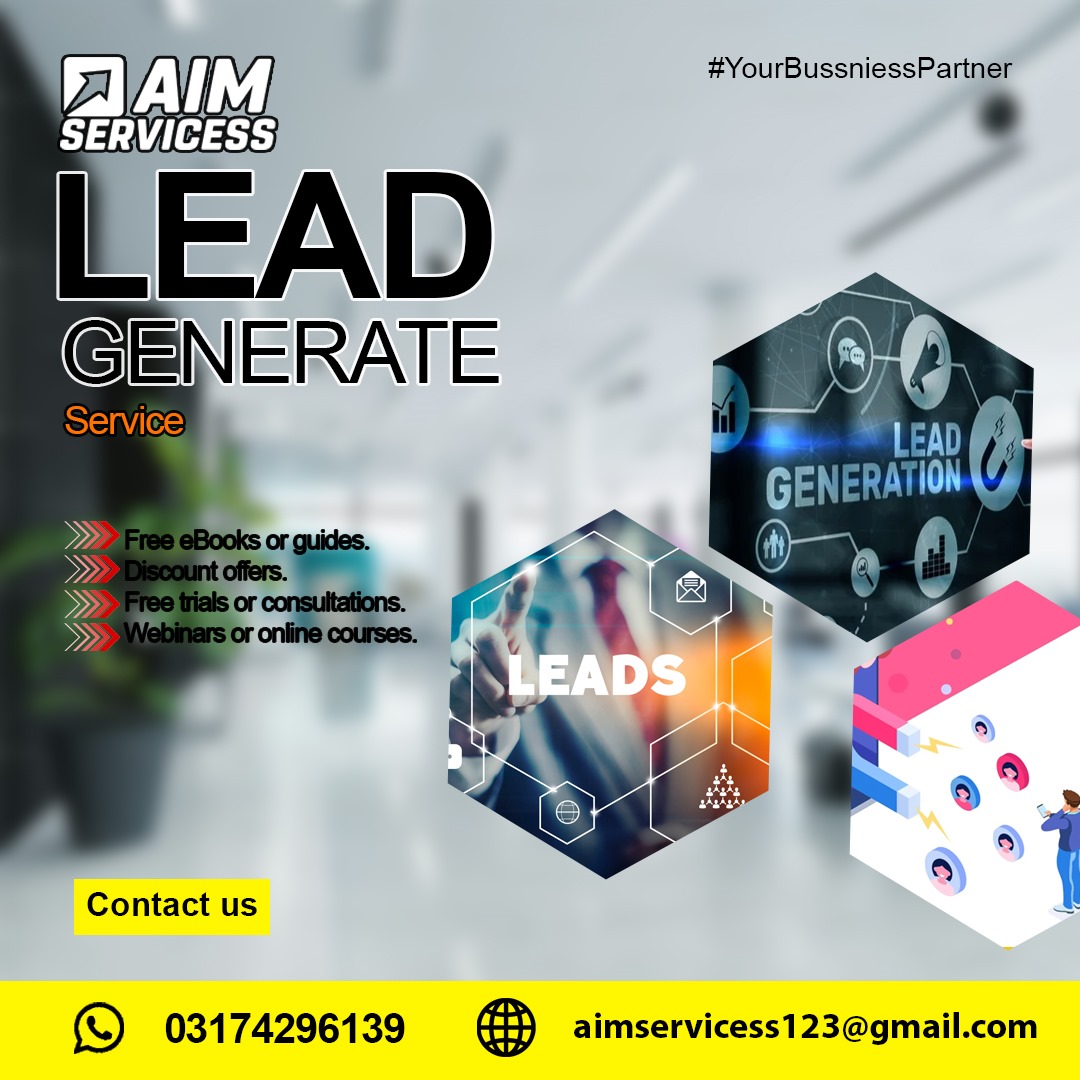 AIM
SERVICESS
#YourBussniessPartner
LEAD
GENERATE
Service
Free eBooks or guides.
Discount offers.
Free trials or consultations.
Webinars or online courses.
LEAD
GENERATION
LEADS
Contact us
03174296139
aimservicess123@gmail.com